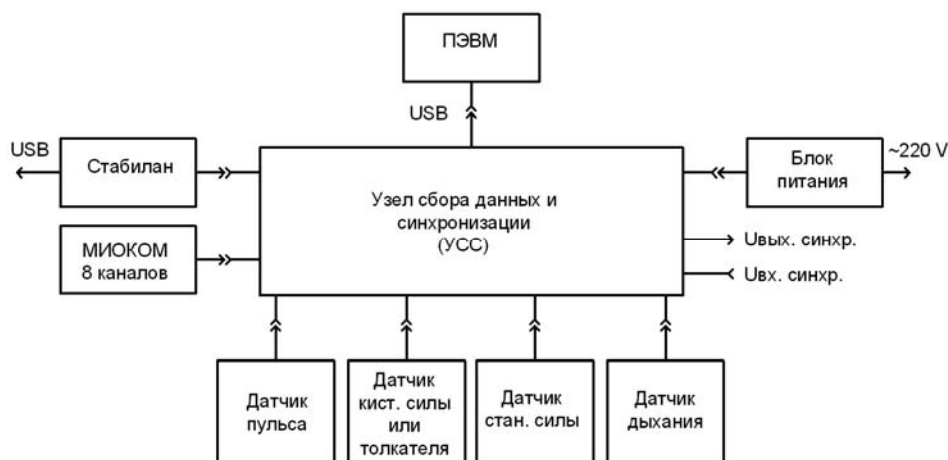 ПЭВМ
USB
USB
Стабилан
Узел сбора данных и
синхронизации
(УСС)
Блок
питания
~220 V
МИОКОМ
8 каналов
Uвых. синхр.
Uвх. синхр.
Датчик
пульса
Датчик
кист. силы
или
толкателя
Датчик
стан. силы
Датчик
дыхания